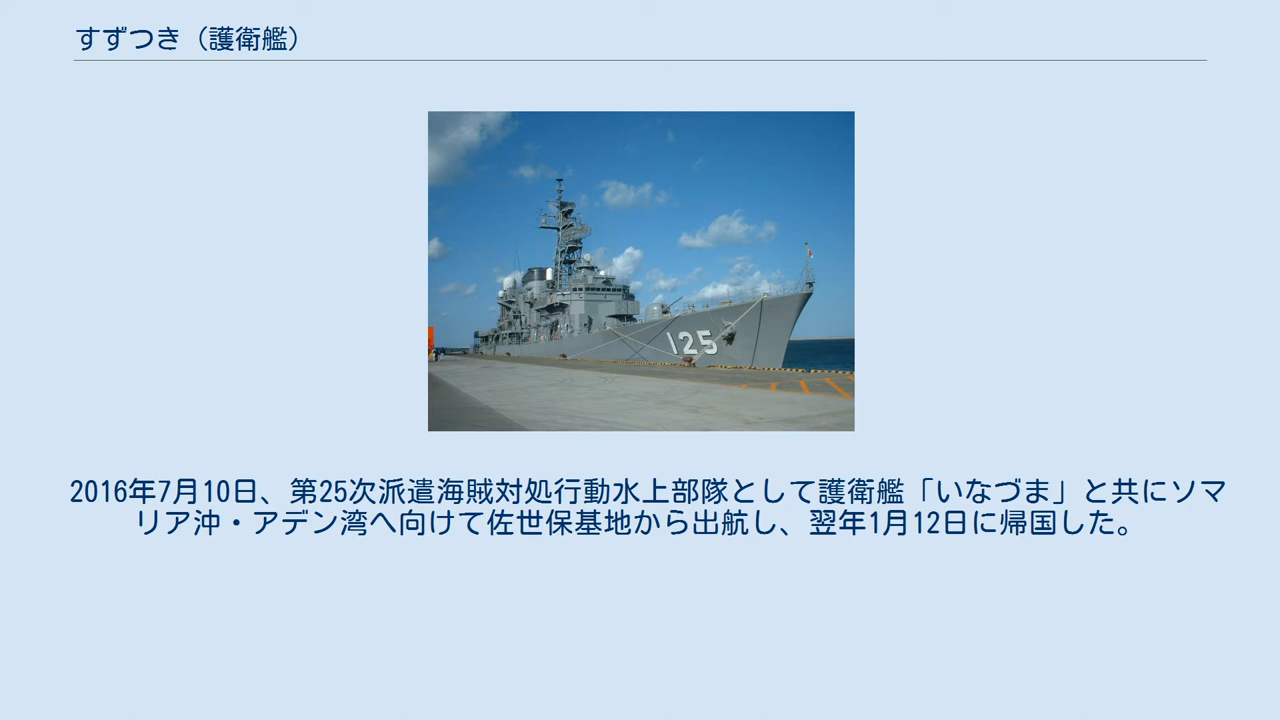 すずつき（護衛艦）
125
2016年7月10日、第25次派遣海賊対処行動水上部隊として護衛艦「いなづま」と共にソマ
リア沖・アデン湾へ向けて佐世保基地から出航し、翌年1月12日に帰国した。